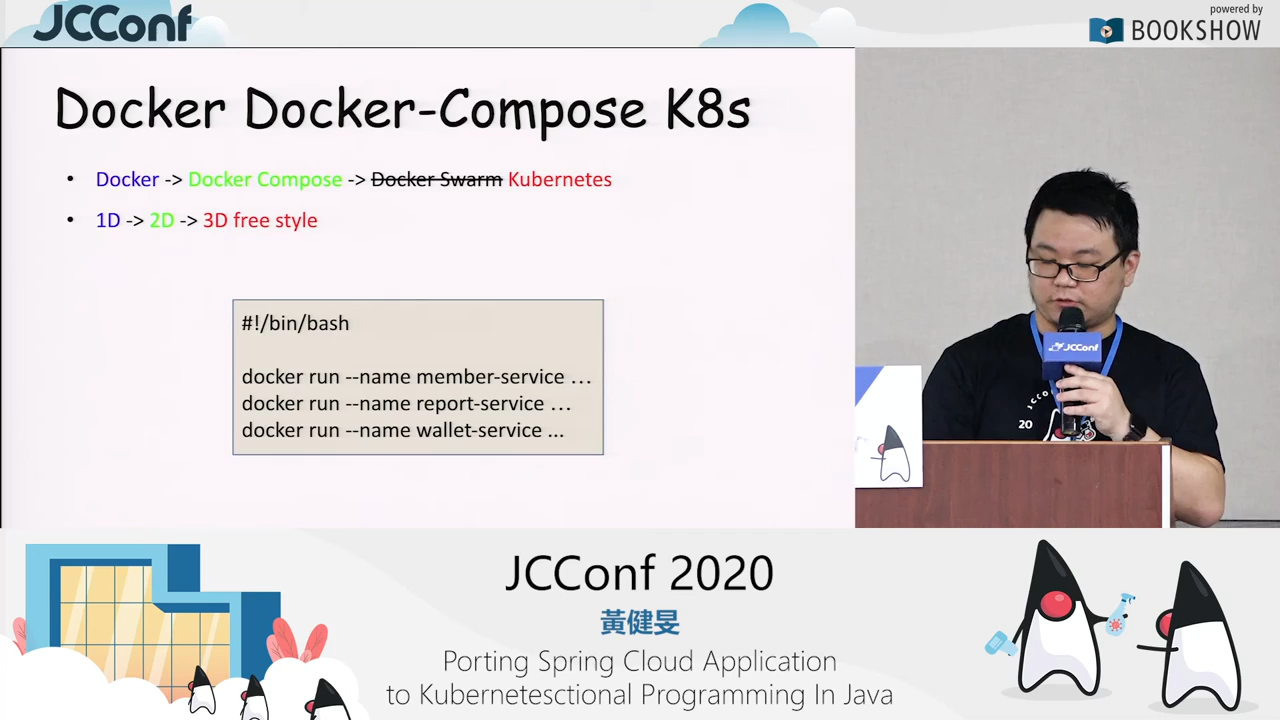 JCConf
powered by
BOOKSHOW
Docker Docker-Compose K8s
• Docker -> Docker Compose -> Docker Swarm Kubernetes
• 1D -> 2D -> 3D free style
#!/bin/bash
docker run --name member-service …
docker run --name report-service …
docker run --name wallet-service ...
JCConf
JCCO
20
JCConf 2020
黃健旻
Porting Spring Cloud Application
to Kubernetesctional Programming In Java